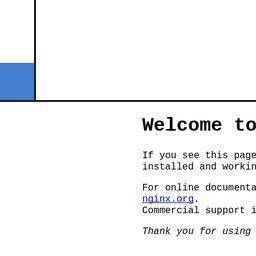 Welcome to
If you see this page
installed and workin
For online documenta
nginx.org.
Commercial support i
Thank you for using